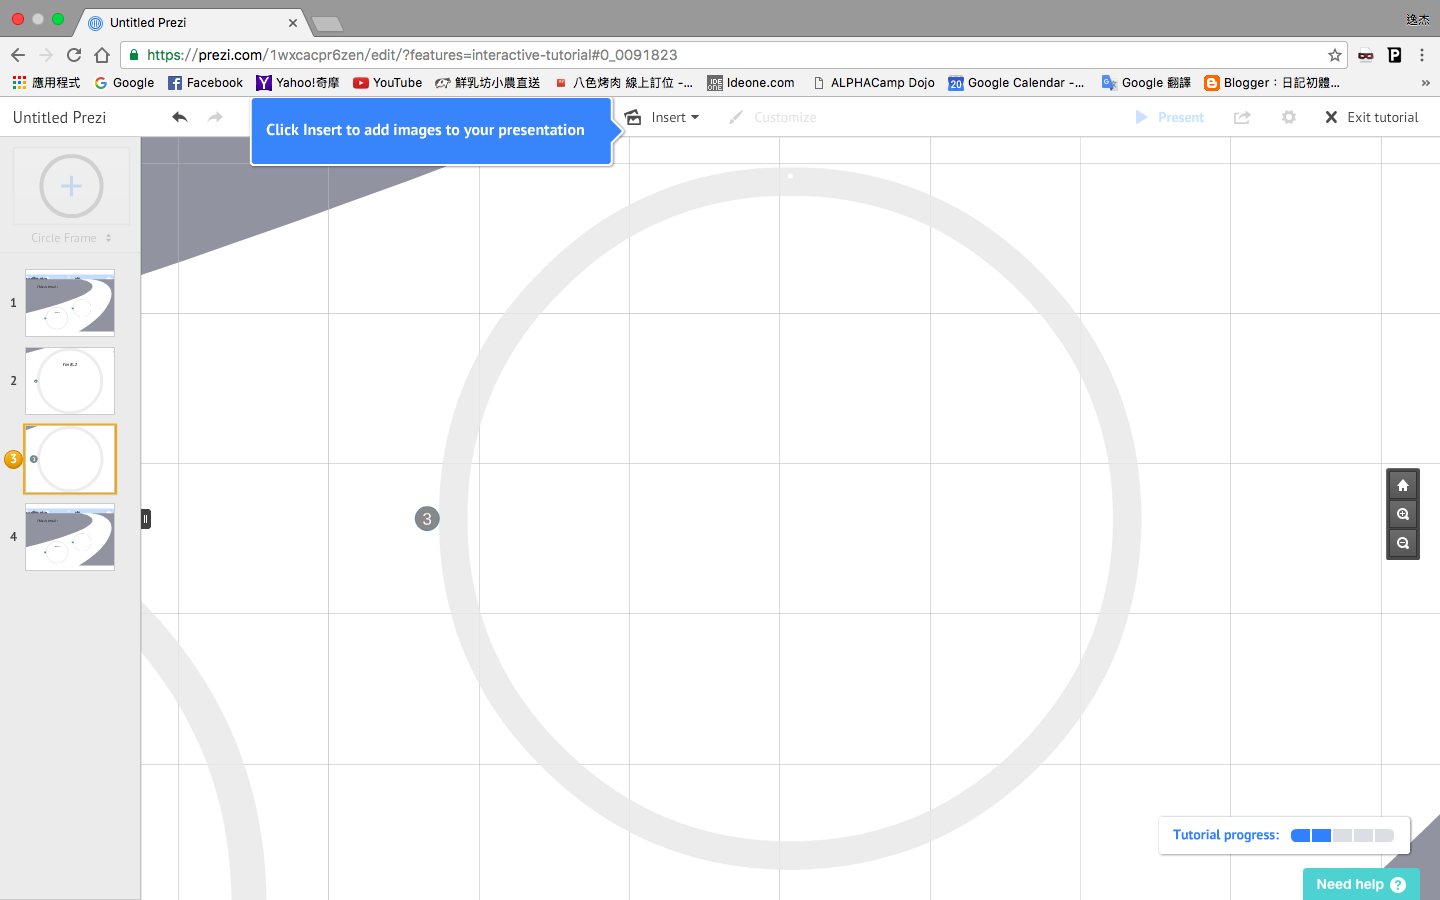 Untitled Prezi
逸杰
https://prezi.com/1wxcacpr6zen/edit/?features=interactive-tutorial#0_0091823
應用程式 Google Facebook Yahoo!奇摩 YouTube 鮮乳坊小農直送 八色烤肉 線上訂位 -... Ideone.com ALPHACamp Dojo Google Calendar -... Google 翻譯 Blogger：日記初體... »
Untitled Prezi
Click Insert to add images to your presentation
Insert Customize Present Exit tutorial
Circle Frame
1
2
3
4
3
Tutorial progress:
Need help ?